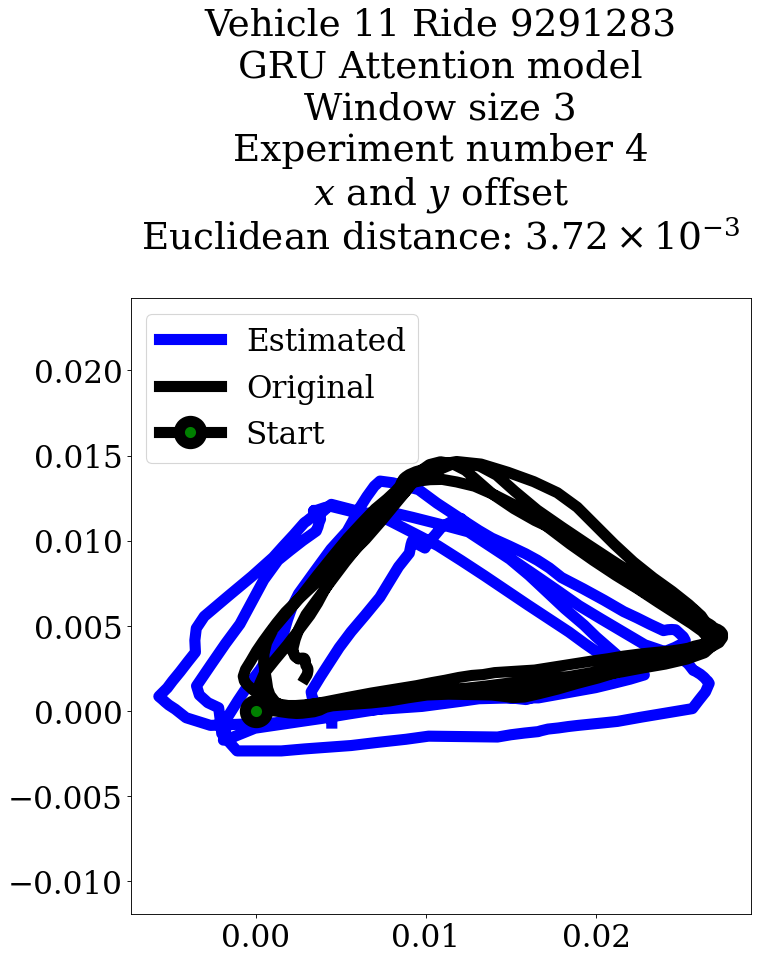 Vehicle 11 Ride 9291283
GRU Attention model
Window size 3
Experiment number 4
x and y offset
Euclidean distance: 3.72 × 10⁻³
Estimated
Original
Start
0.020
0.015
0.010
0.005
0.000
−0.005
−0.010
0.00 0.01 0.02